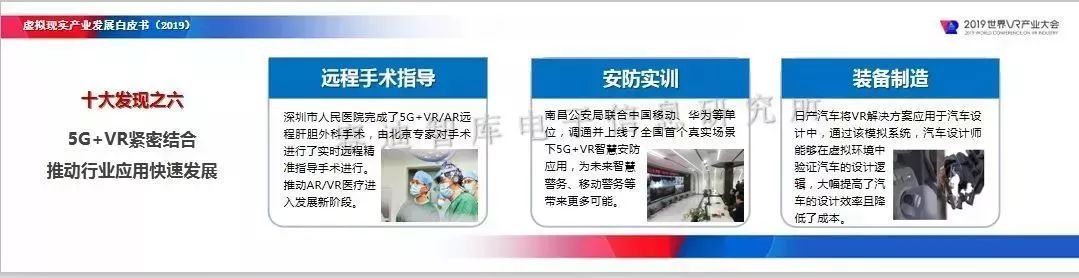 虚拟现实产业发展白皮书（2019）
2019世界VR产业大会
2019 WORLD CONFERENCE ON VR INDUSTRY
十大发现之六
5G+VR紧密结合
推动行业应用快速发展
远程手术指导
深圳市人民医院完成了5G+VR/AR远
程肝胆外科手术，由北京专家对手术
进行了实时远程精
准指导手术进行。
推动AR/VR医疗进
入发展新阶段。
安防实训
南昌公安局联合中国移动、华为等单
位，调通并上线了全国首个真实场景
下5G+VR智慧安防
应用，为未来智慧
警务、移动警务等
带来更多可能。
装备制造
日产汽车将VR解决方案应用于汽车设
计中，通过该模拟系统，汽车设计师
能够在虚拟环境中
验证汽车的设计逻
辑，大幅提高了汽
车的设计效率且降
低了成本。
赛迪智库电子信息研究所